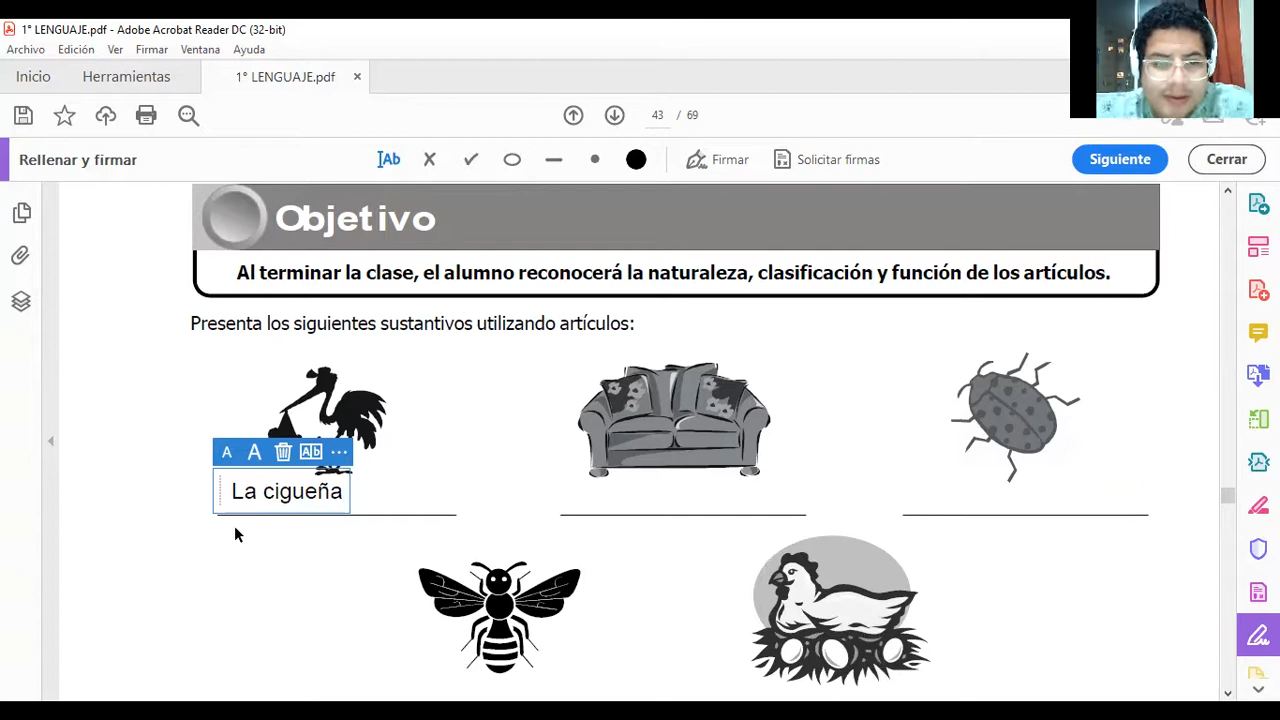 1° LENGUAJE.pdf - Adobe Acrobat Reader DC (32-bit)
Archivo Edición Ver Firmar Ventana Ayuda
Inicio Herramientas 1° LENGUAJE.pdf ×
43 / 69
Rellenar y firmar Ab Firmar Solicitar firmas Siguiente Cerrar
Objetivo
Al terminar la clase, el alumno reconocerá la naturaleza, clasificación y función de los artículos.
Presenta los siguientes sustantivos utilizando artículos:
A A Ab ...
La cigueña